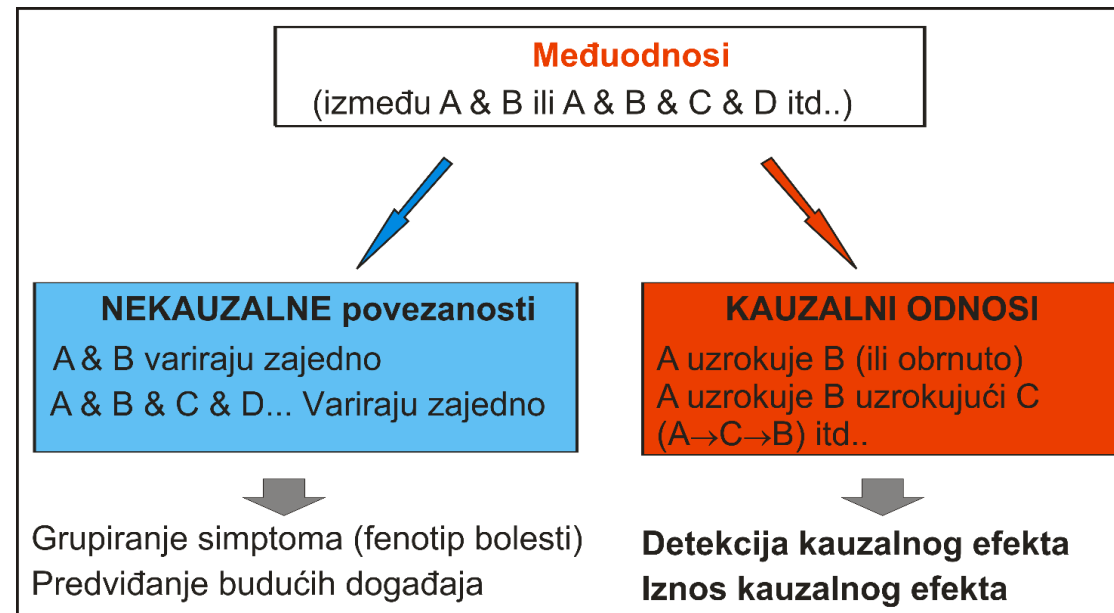 Međuodnosi
(između A & B ili A & B & C & D itd..)
NEKAUZALNE povezanosti
A & B variraju zajedno
A & B & C & D... Variraju zajedno
KAUZALNI ODNOSI
A uzrokuje B (ili obrnuto)
A uzrokuje B uzrokujući C
(A→C→B) itd..
Grupiranje simptoma (fenotip bolesti)
Predviđanje budućih događaja
Detekcija kauzalnog efekta
Iznos kauzalnog efekta